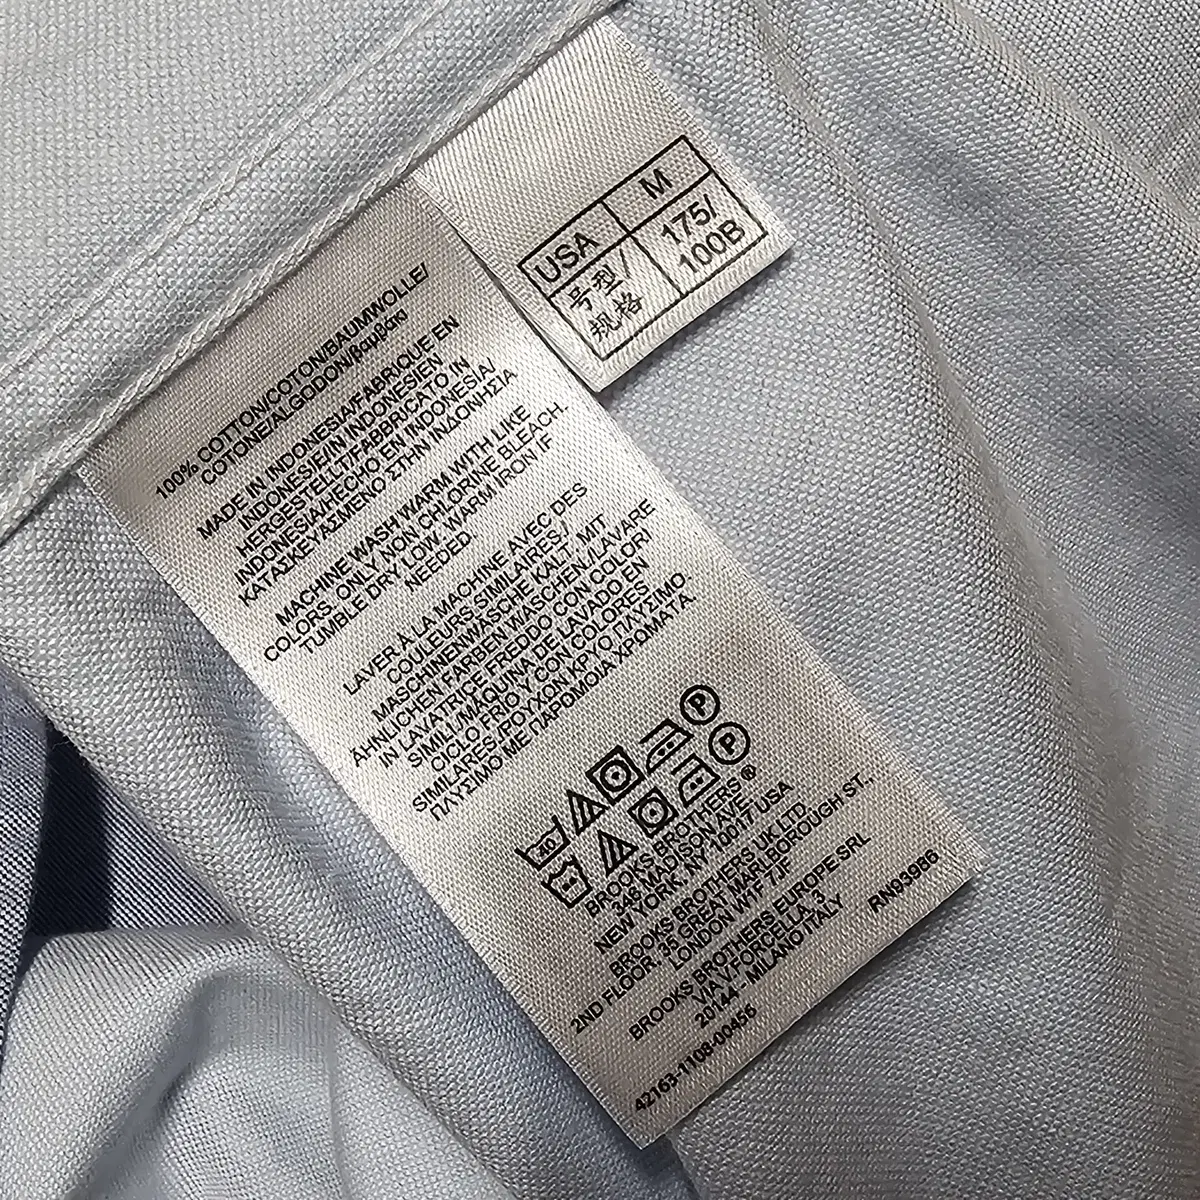 USA M
号型/规格 175/100B
100% COTTON/COTON/BAUMWOLLE/
COTONE/ALGODON/βαμβακι
MADE IN INDONESIA/FABRIQUE EN
INDONESIE/IN INDONESIEN
HERGESTELLT/FABBRICATO IN
INDONESIA/HECHO EN INDONESIA/
ΚΑΤΑΣΚΕΥΑΣΜΕΝΟ ΣΤΗΝ ΙΝΔΩΝΗΣΙΑ
MACHINE WASH WARM WITH LIKE
COLORS. ONLY NON CHLORINE BLEACH.
TUMBLE DRY LOW. WARM IRON IF
NEEDED
LAVER À LA MACHINE AVEC DES
COULEURS SIMILAIRES./
MASCHINENWÄSCHE KALT. MIT
ÄHNLICHEN FARBEN WASCHEN./LAVARE
IN LAVATRICE FREDDO CON COLORI
SIMILI./MÁQUINA DE LAVADO EN
CICLO FRÍO Y CON COLORES
SIMILARES./ΡΟΥΧΩΝ ΚΡΥΟ ΠΛΥΣΙΜΟ.
ΠΛΥΣΙΜΟ ΜΕ ΠΑΡΟΜΟΙΑ ΧΡΩΜΑΤΑ.
P
P
BROOKS BROTHERS®
346 MADISON AVE
NEW YORK, NY 10017 USA
BROOKS BROTHERS UK LTD
2ND FLOOR, 35 GREAT MARLBOROUGH ST.,
LONDON W1F 7JF
BROOKS BROTHERS EUROPE SRL
VIA V.FORCELLA, 3
20144 - MILANO ITALY
RN93986
42163-1108-00456